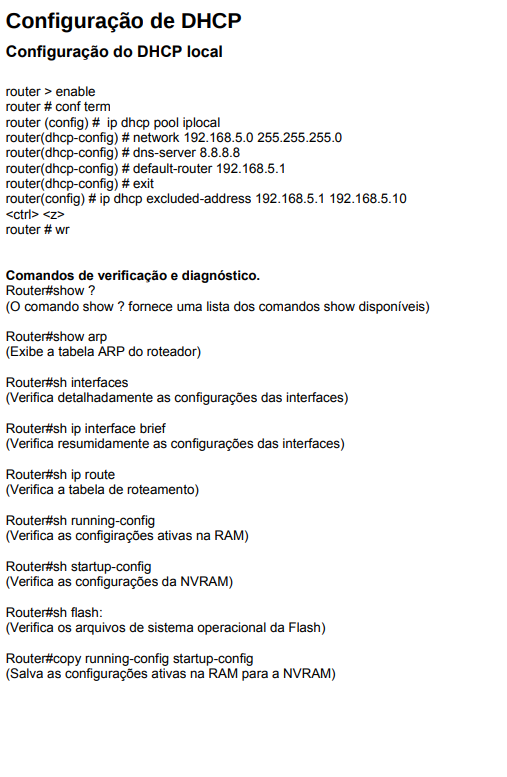 Configuração de DHCP
Configuração do DHCP local
router > enable
router # conf term
router (config) #  ip dhcp pool iplocal
router(dhcp-config) # network 192.168.5.0 255.255.255.0
router(dhcp-config) # dns-server 8.8.8.8
router(dhcp-config) # default-router 192.168.5.1
router(dhcp-config) # exit
router(config) # ip dhcp excluded-address 192.168.5.1 192.168.5.10
<ctrl> <z>
router # wr
Comandos de verificação e diagnóstico.
Router#show ?
(O comando show ? fornece uma lista dos comandos show disponíveis)
Router#show arp
(Exibe a tabela ARP do roteador)
Router#sh interfaces
(Verifica detalhadamente as configurações das interfaces)
Router#sh ip interface brief
(Verifica resumidamente as configurações das interfaces)
Router#sh ip route
(Verifica a tabela de roteamento)
Router#sh running-config
(Verifica as configirações ativas na RAM)
Router#sh startup-config
(Verifica as configurações da NVRAM)
Router#sh flash:
(Verifica os arquivos de sistema operacional da Flash)
Router#copy running-config startup-config
(Salva as configurações ativas na RAM para a NVRAM)